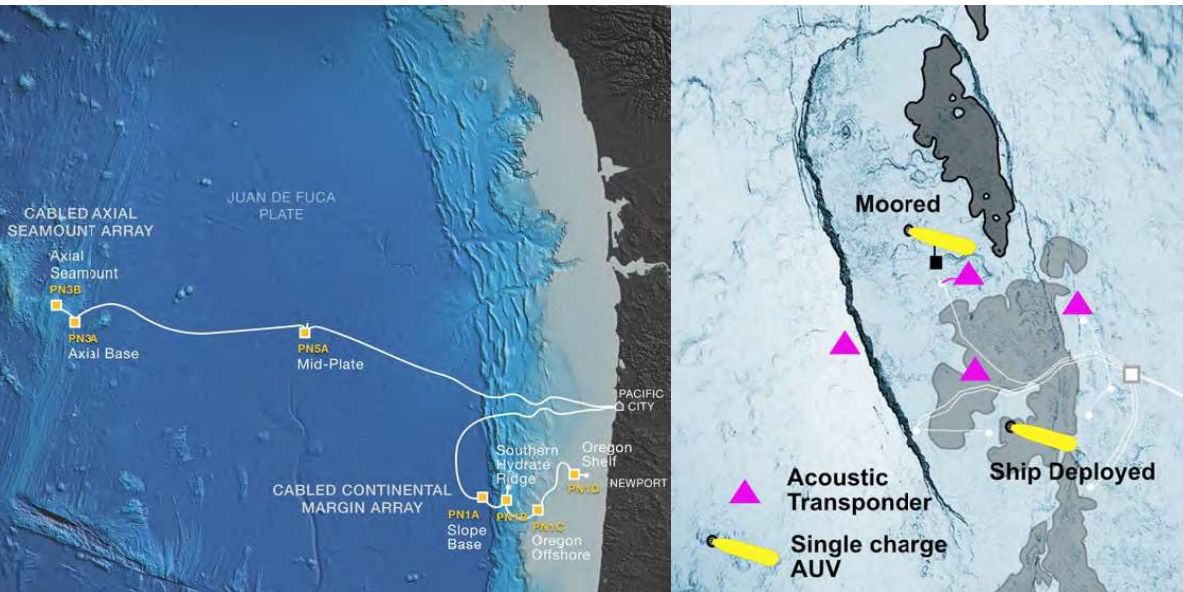 JUAN DE FUCA
PLATE
CABLED AXIAL
SEAMOUNT ARRAY
Axial
Seamount
PN3B
PN3A
Axial Base
PN5A
Mid-Plate
PACIFIC
CITY
Southern
Hydrate
Ridge
Oregon
Shelf
PN1D
NEWPORT
CABLED CONTINENTAL
MARGIN ARRAY
PN1A
Slope
Base
PN1B
PN1C
Oregon
Offshore
Moored
Ship Deployed
Acoustic
Transponder
Single charge
AUV